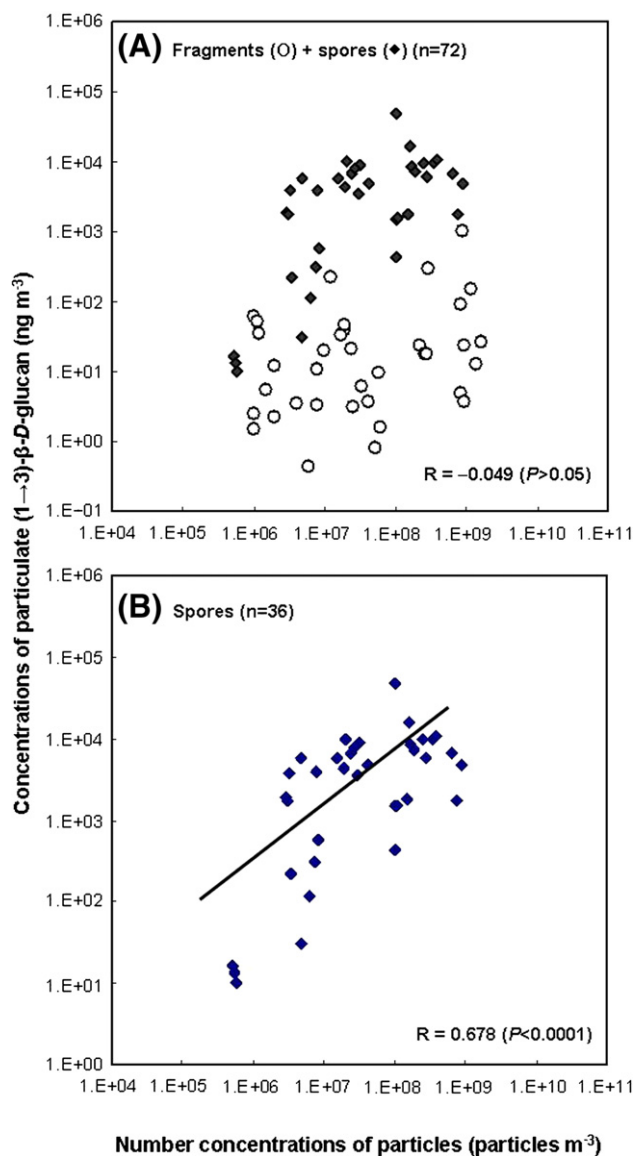 Concentrations of particulate (1→3)-β-D-glucan (ng m-3)
1.E+06
(A) Fragments (O) + spores (◆) (n=72)
1.E+05
1.E+04
1.E+03
1.E+02
1.E+01
1.E+00
R = −0.049 (P>0.05)
1.E−01
1.E+04 1.E+05 1.E+06 1.E+07 1.E+08 1.E+09 1.E+10 1.E+11
1.E+06
(B) Spores (n=36)
1.E+05
1.E+04
1.E+03
1.E+02
1.E+01
R = 0.678 (P<0.0001)
1.E+00
1.E+04 1.E+05 1.E+06 1.E+07 1.E+08 1.E+09 1.E+10 1.E+11
Number concentrations of particles (particles m-3)